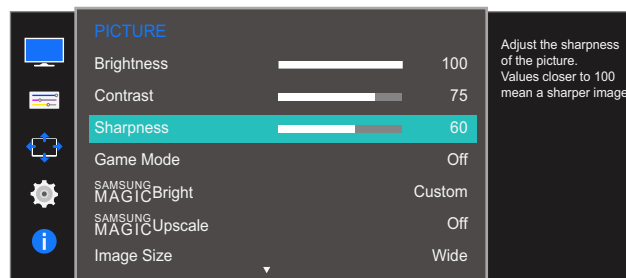 PICTURE
Brightness 100
Contrast 75
Sharpness 60
Game Mode Off
SAMSUNG MAGIC Bright Custom
SAMSUNG MAGIC Upscale Off
Image Size Wide
Adjust the sharpness
of the picture.
Values closer to 100
mean a sharper image
i